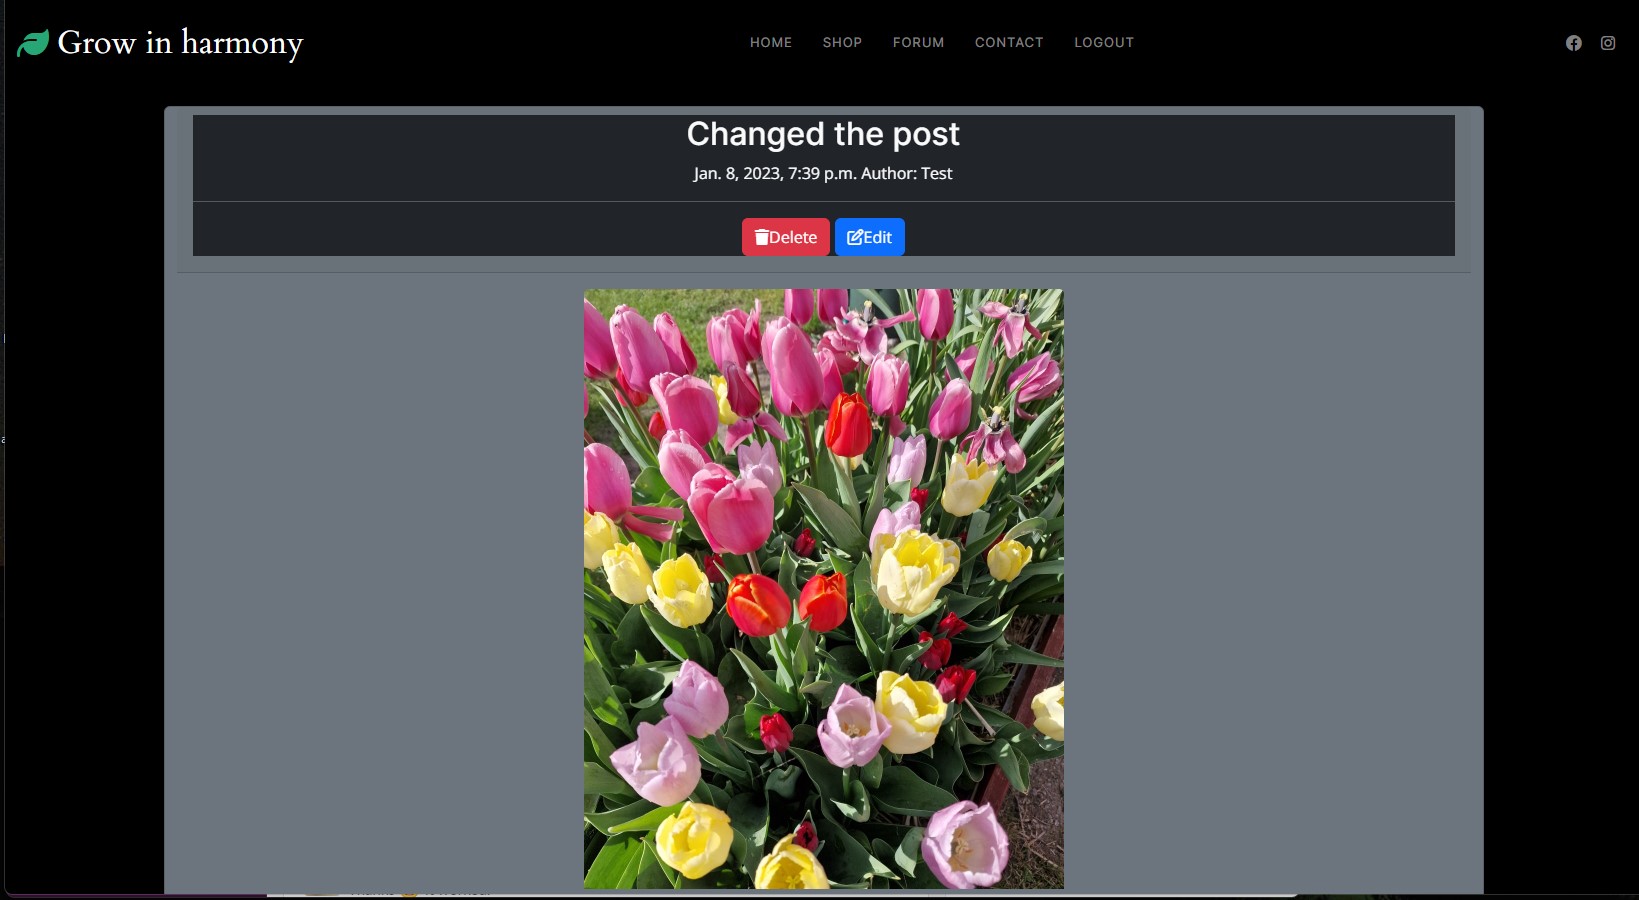 Grow in harmony
HOME SHOP FORUM CONTACT LOGOUT
Changed the post
Jan. 8, 2023, 7:39 p.m. Author: Test
Delete Edit